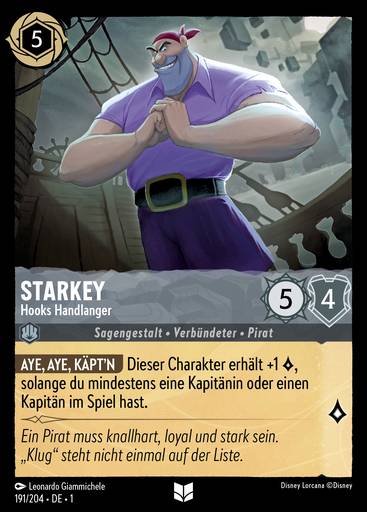 5
STARKEY
Hooks Handlanger
5 4
Sagengestalt • Verbündeter • Pirat
AYE, AYE, KÄPT'N Dieser Charakter erhält +1 ,
solange du mindestens eine Kapitänin oder einen
Kapitän im Spiel hast.
Ein Pirat muss knallhart, loyal und stark sein.
„Klug“ steht nicht einmal auf der Liste.
Leonardo Giammichele
191/204 • DE • 1
Disney Lorcana ©Disney